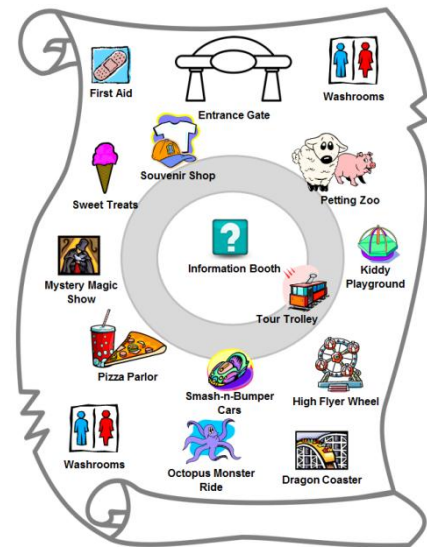 First Aid
Entrance Gate
Washrooms
Souvenir Shop
Sweet Treats
Petting Zoo
?
Information Booth
Mystery Magic
Show
Kiddy
Playground
Tour Trolley
Pizza Parlor
Smash-n-Bumper
Cars
High Flyer Wheel
Washrooms
Octopus Monster
Ride
Dragon Coaster